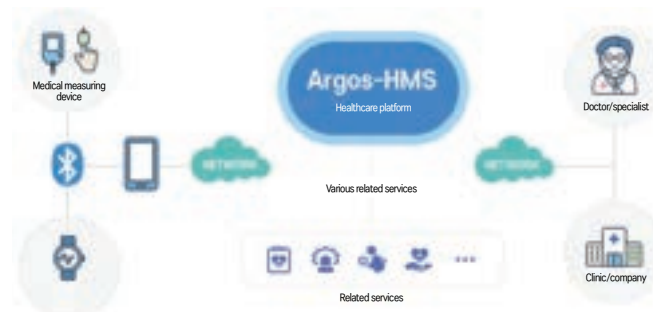 Medical measuring
device
Argos-HMS
Healthcare platform
Doctor/specialist
NETWORK
NETWORK
Various related services
Clinic/company
Related services